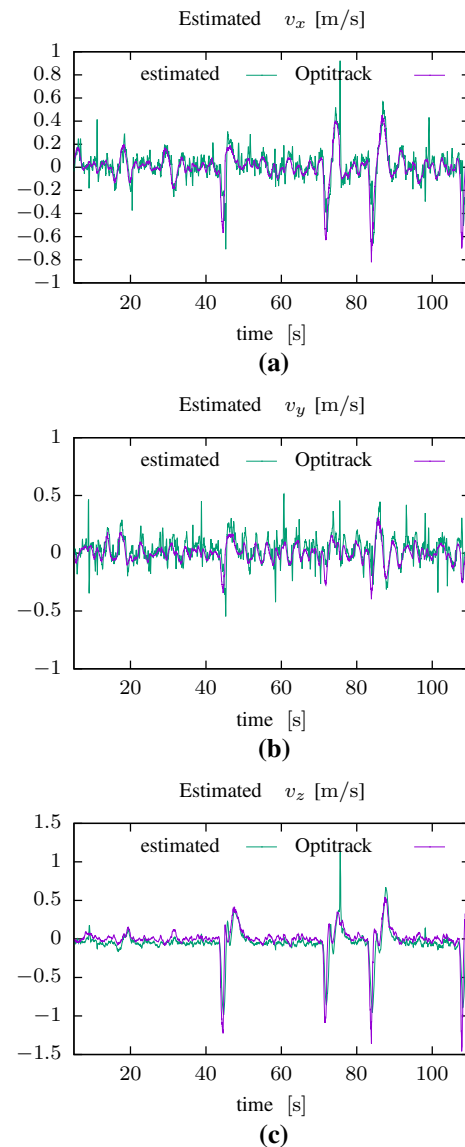 Estimated v_x [m/s]
1
0.8
0.6
0.4
0.2
0
−0.2
−0.4
−0.6
−0.8
−1
estimated Optitrack
20 40 60 80 100
time [s]
(a)
Estimated v_y [m/s]
1
0.5
0
−0.5
−1
estimated Optitrack
20 40 60 80 100
time [s]
(b)
Estimated v_z [m/s]
1.5
1
0.5
0
−0.5
−1
−1.5
estimated Optitrack
20 40 60 80 100
time [s]
(c)